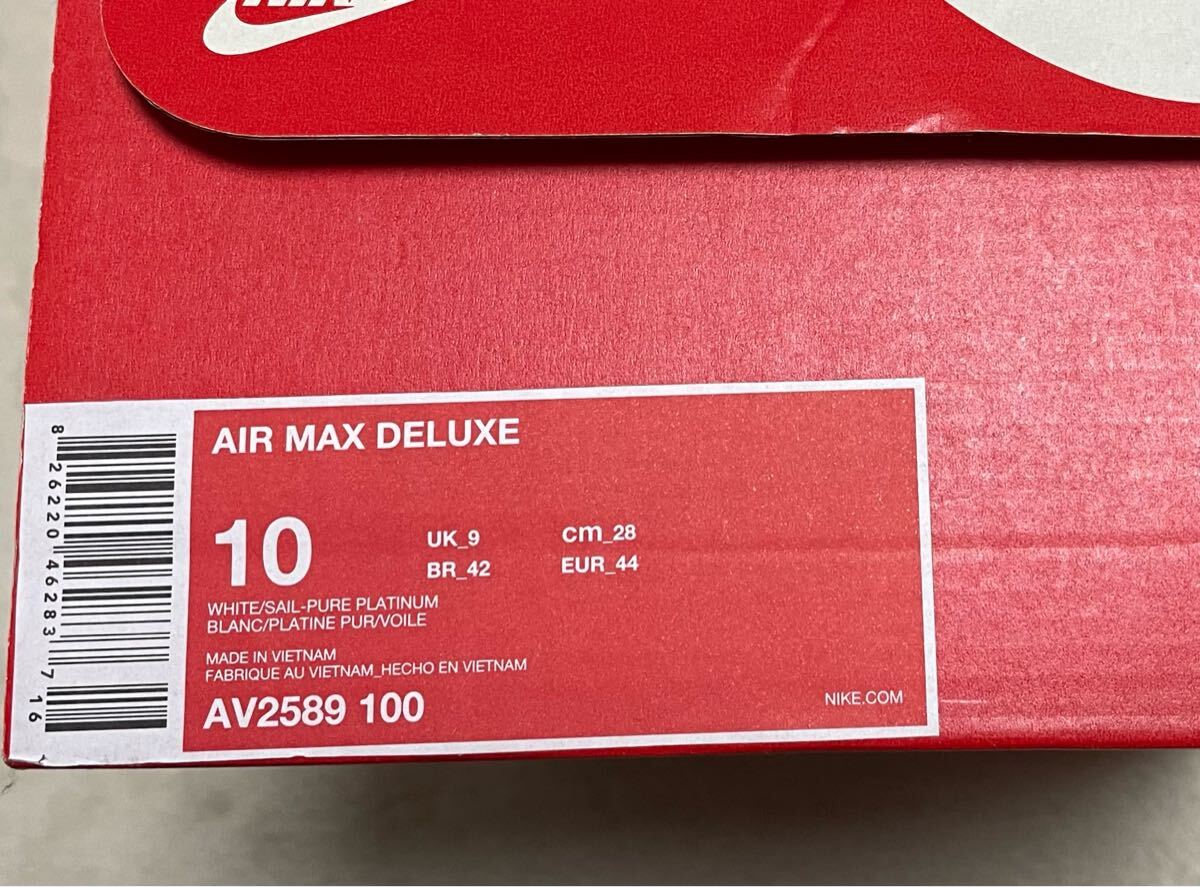 NIKE
AIR MAX DELUXE
10
UK_9 cm_28
BR_42 EUR_44
WHITE/SAIL-PURE PLATINUM
BLANC/PLATINE PUR/VOILE
MADE IN VIETNAM
FABRIQUE AU VIETNAM_HECHO EN VIETNAM
AV2589 100
NIKE.COM
8 26220 46283 7 16